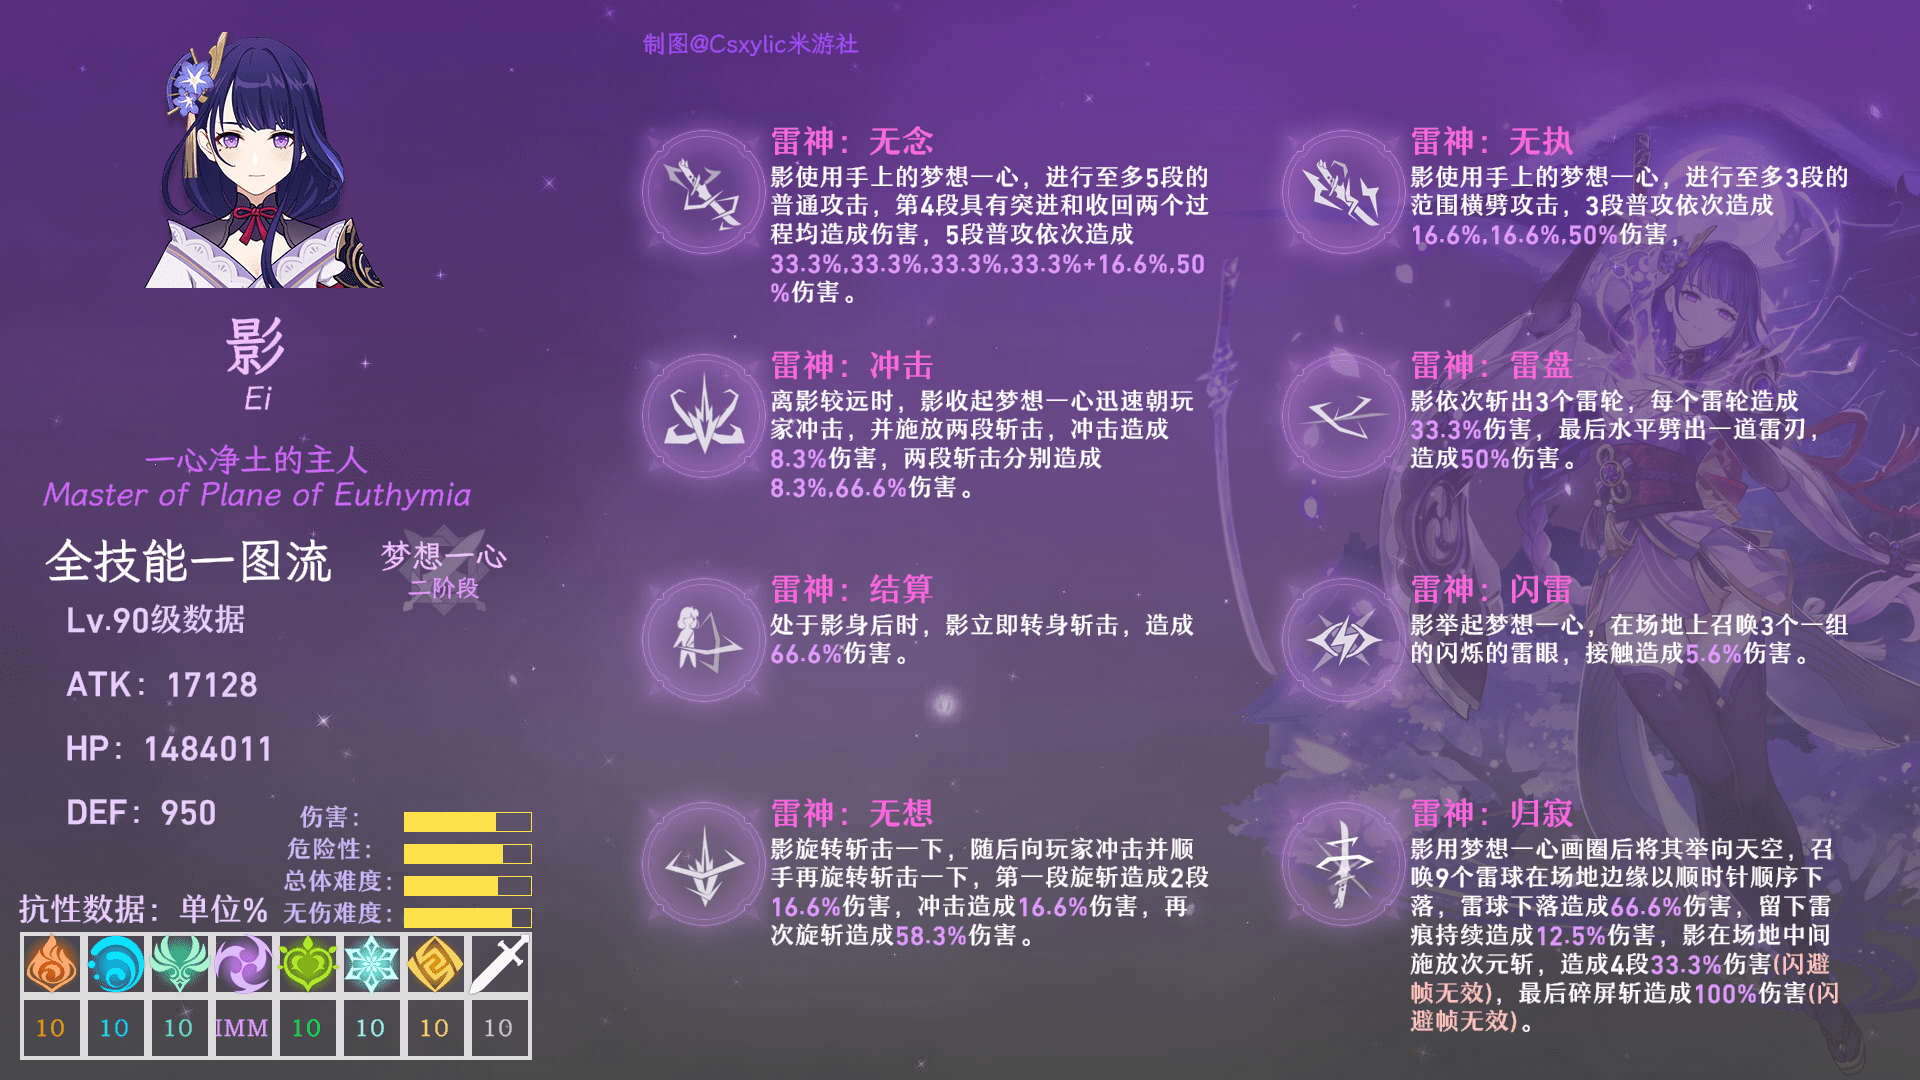 制图@Csxylic米游社
影
Ei
一心净土的主人
Master of Plane of Euthymia
全技能一图流
梦想一心
二阶段
Lv.90级数据
ATK：17128
HP：1484011
DEF：950
伤害：
危险性：
总体难度：
无伤难度：
抗性数据：单位%
10 10 10 IMM 10 10 10 10
雷神：无念
影使用手上的梦想一心，进行至多5段的
普通攻击，第4段具有突进和收回两个过
程均造成伤害，5段普攻依次造成
33.3%,33.3%,33.3%,33.3%+16.6%,50
%伤害。
雷神：无执
影使用手上的梦想一心，进行至多3段的
范围横劈攻击，3段普攻依次造成
16.6%,16.6%,50%伤害，
雷神：冲击
离影较远时，影收起梦想一心迅速朝玩
家冲击，并施放两段斩击，冲击造成
8.3%伤害，两段斩击分别造成
8.3%,66.6%伤害。
雷神：雷盘
影依次斩出3个雷轮，每个雷轮造成
33.3%伤害，最后水平劈出一道雷刃，
造成50%伤害。
雷神：结算
处于影身后时，影立即转身斩击，造成
66.6%伤害。
雷神：闪雷
影举起梦想一心，在场地上召唤3个一组
的闪烁的雷眼，接触造成5.6%伤害。
雷神：无想
影旋转斩击一下，随后向玩家冲击并顺
手再旋转斩击一下，第一段旋斩造成2段
16.6%伤害，冲击造成16.6%伤害，再
次旋斩造成58.3%伤害。
雷神：归寂
影用梦想一心画圈后将其举向天空，召
唤9个雷球在场地边缘以顺时针顺序下
落，雷球下落造成66.6%伤害，留下雷
痕持续造成12.5%伤害，影在场地中间
施放次元斩，造成4段33.3%伤害(闪避
帧无效)，最后碎屏斩造成100%伤害(闪
避帧无效)。